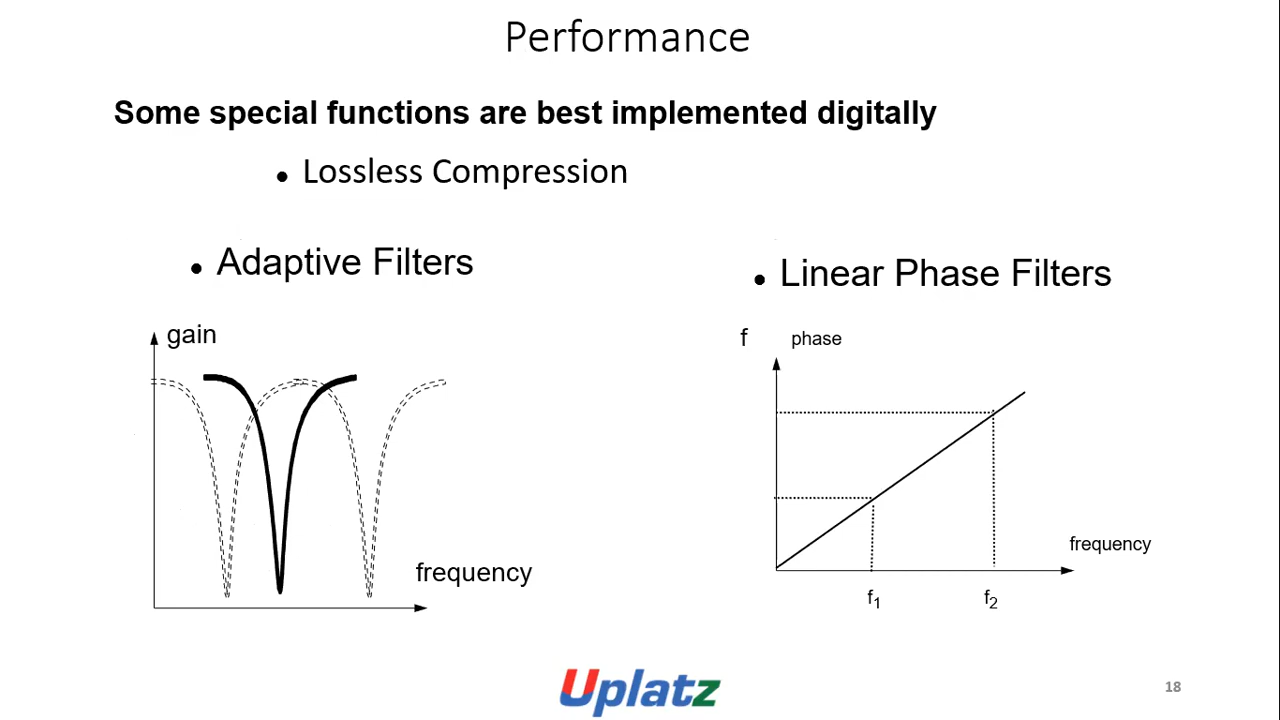 Performance
Some special functions are best implemented digitally
• Lossless Compression
• Adaptive Filters
• Linear Phase Filters
gain
frequency
f
phase
frequency
f1
f2
Uplatz
18